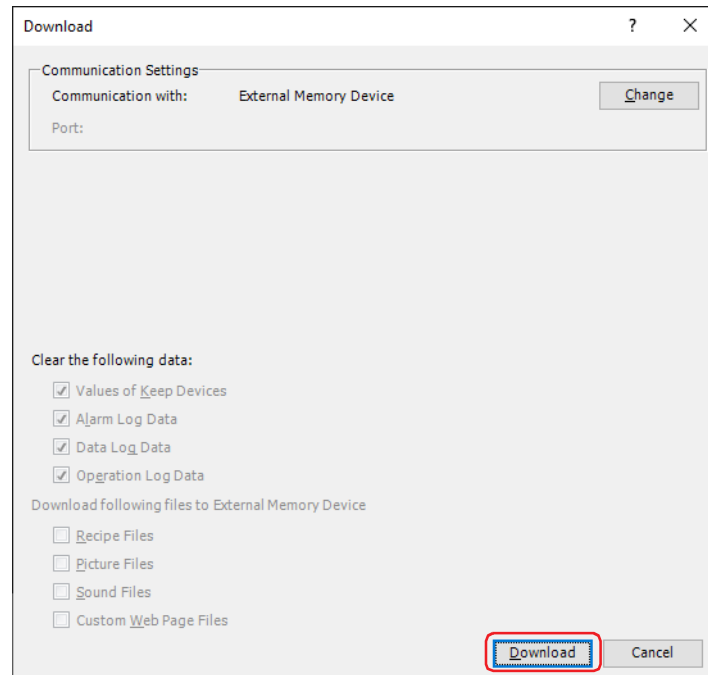 Download ?
Communication Settings
Communication with: External Memory Device Change
Port:
Clear the following data:
Values of Keep Devices
Alarm Log Data
Data Log Data
Operation Log Data
Download following files to External Memory Device
Recipe Files
Picture Files
Sound Files
Custom Web Page Files
Download Cancel